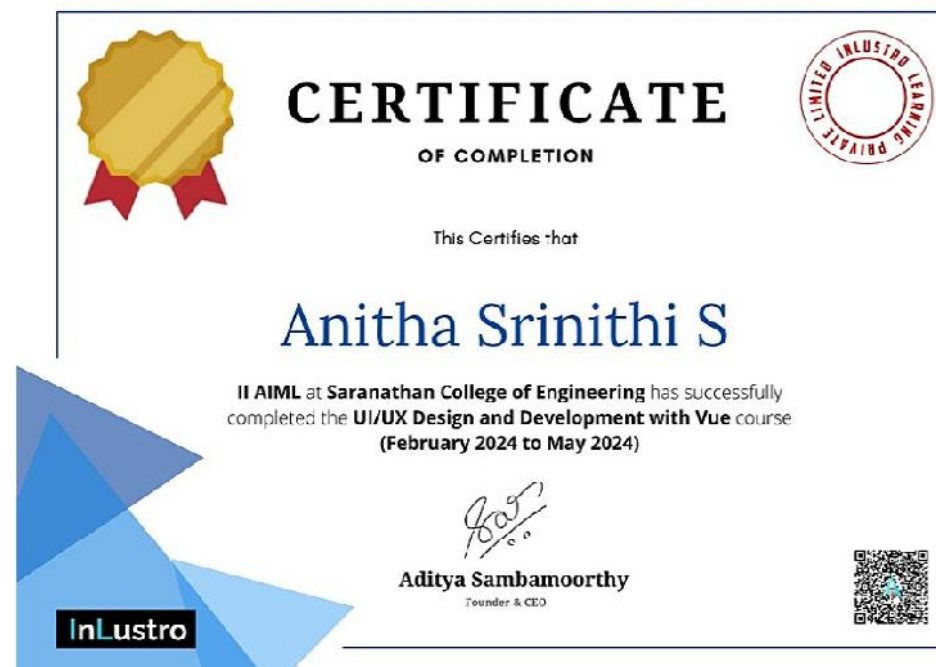 CERTIFICATE
OF COMPLETION
INLUSTRO LEARNING PRIVATE LIMITED
This Certifies that
Anitha Srinithi S
II AIML at Saranathan College of Engineering has successfully
completed the UI/UX Design and Development with Vue course
(February 2024 to May 2024)
Aditya Sambamoorthy
Founder & CEO
InLustro